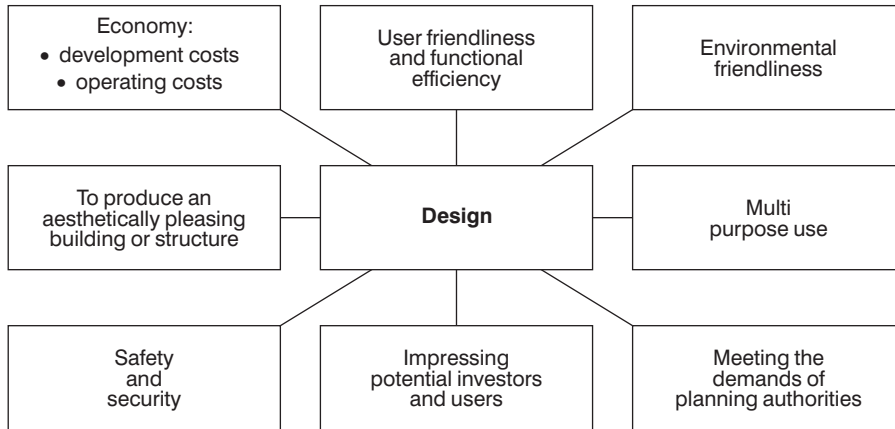 Economy:
• development costs
• operating costs
User friendliness
and functional
efficiency
Environmental
friendliness
To produce an
aesthetically pleasing
building or structure
Design
Multi
purpose use
Safety
and
security
Impressing
potential investors
and users
Meeting the
demands of
planning authorities